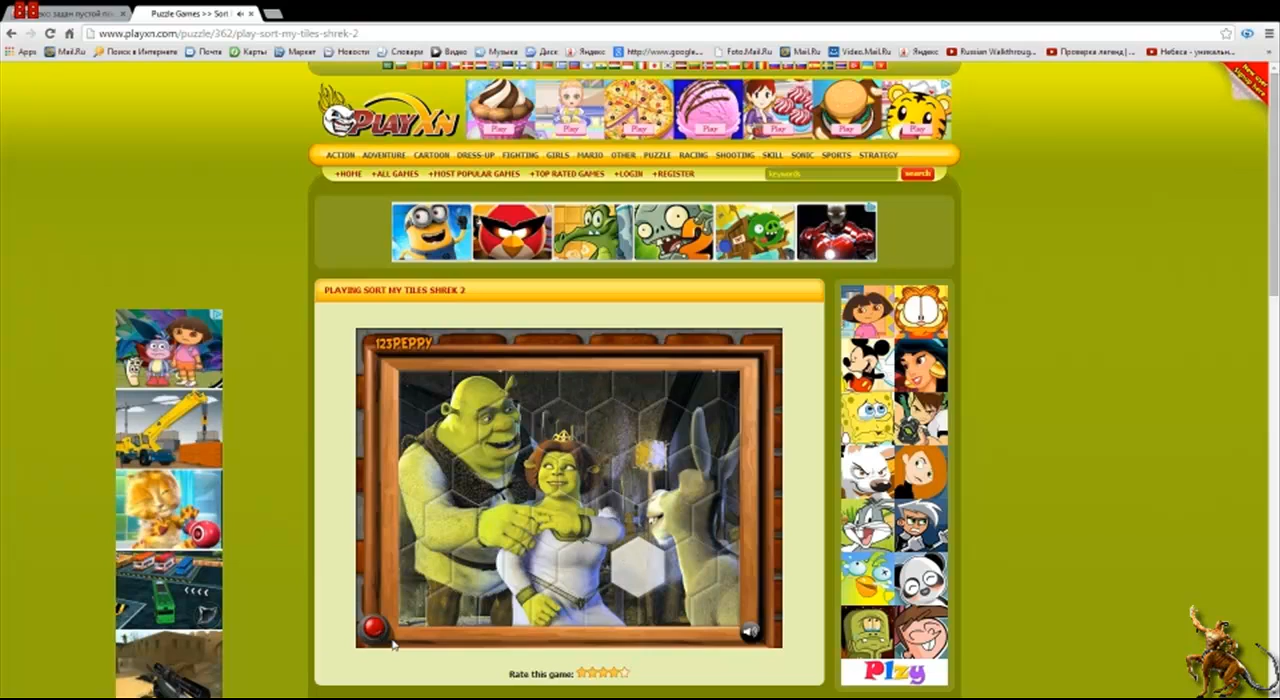 88
Puzzle Games >> Sort
www.playxn.com/puzzle/362/play-sort-my-tiles-shrek-2
Mail.Ru Поиск в Интернете Почта Карты Маркет Новости Словари Видео Музыка Диск Яндекс http://www.google... Foto.Mail.Ru Mail.Ru Video.Mail.Ru Яндекс Russian Walkthroug... Проверка легенд|... Небеса - уникальн...
PLAYXN
Play Play Play Play Play Play Play
ACTION ADVENTURE CARTOON DRESS-UP FIGHTING GIRLS MARIO OTHER PUZZLE RACING SHOOTING SKILL SONIC SPORTS STRATEGY
+HOME +ALL GAMES +MOST POPULAR GAMES +TOP RATED GAMES +LOGIN +REGISTER keywords search
2
PLAYING SORT MY TILES SHREK 2
123PEPPY
Rate this game:
Plzy